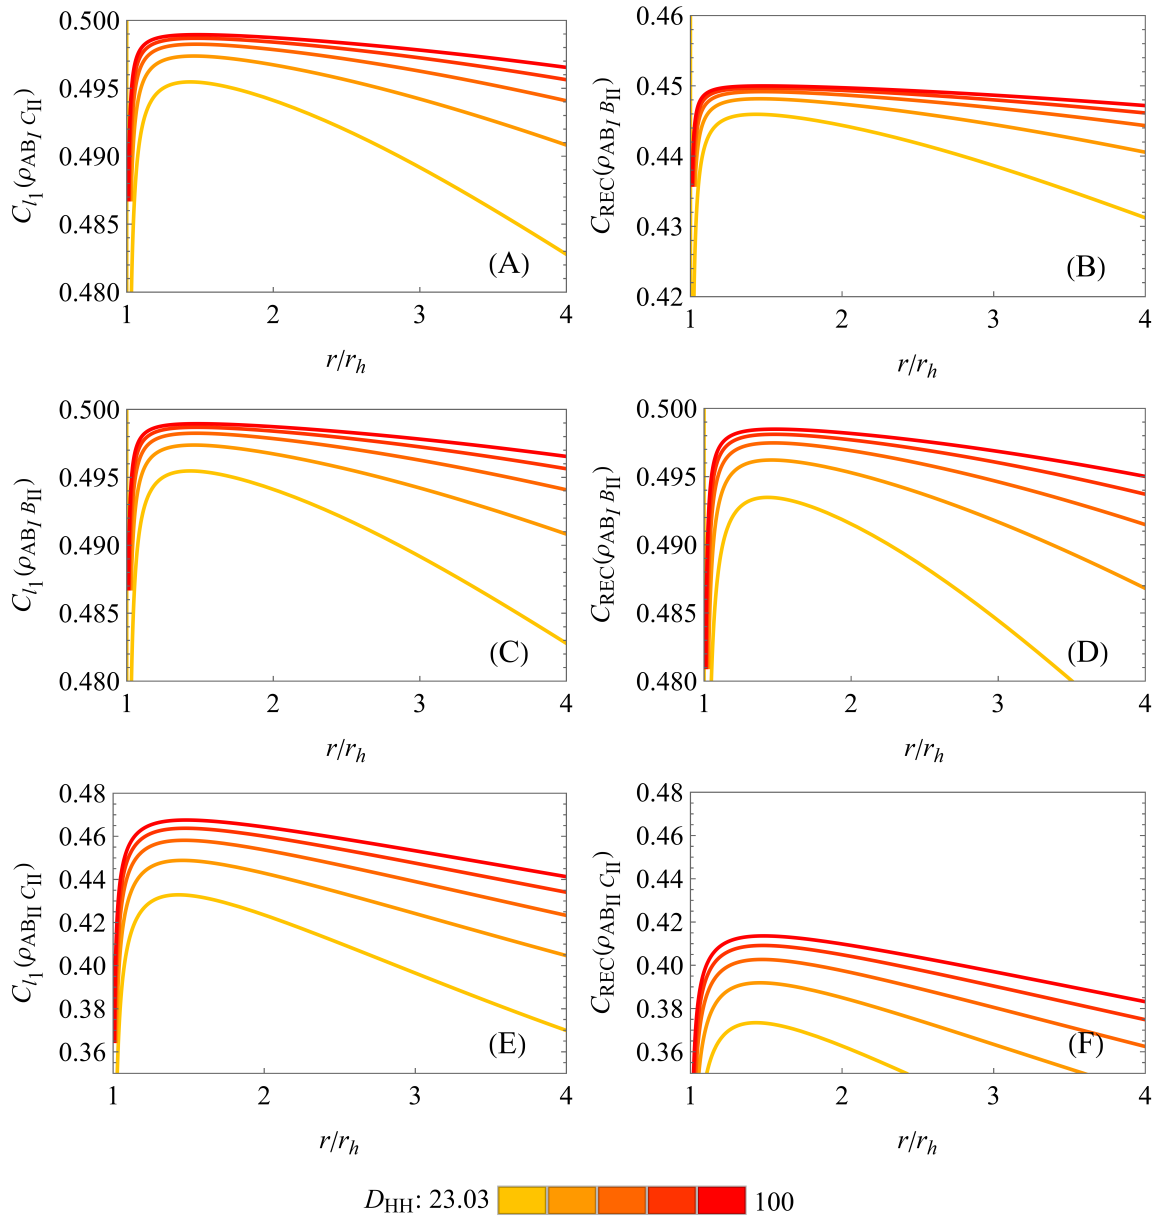 0.500
0.495
0.490
0.485
0.480
C_{l_1}(ρ_{AB_I C_{II}})
(A)
1 2 3 4
r/r_h
0.46
0.45
0.44
0.43
0.42
C_{REC}(ρ_{AB_I B_{II}})
(B)
1 2 3 4
r/r_h
0.500
0.495
0.490
0.485
0.480
C_{l_1}(ρ_{AB_I B_{II}})
(C)
1 2 3 4
r/r_h
0.500
0.495
0.490
0.485
0.480
C_{REC}(ρ_{AB_I B_{II}})
(D)
1 2 3 4
r/r_h
0.48
0.46
0.44
0.42
0.40
0.38
0.36
C_{l_1}(ρ_{AB_{II} C_{II}})
(E)
1 2 3 4
r/r_h
0.48
0.46
0.44
0.42
0.40
0.38
0.36
C_{REC}(ρ_{AB_{II} C_{II}})
(F)
1 2 3 4
r/r_h
D_{HH}: 23.03 100